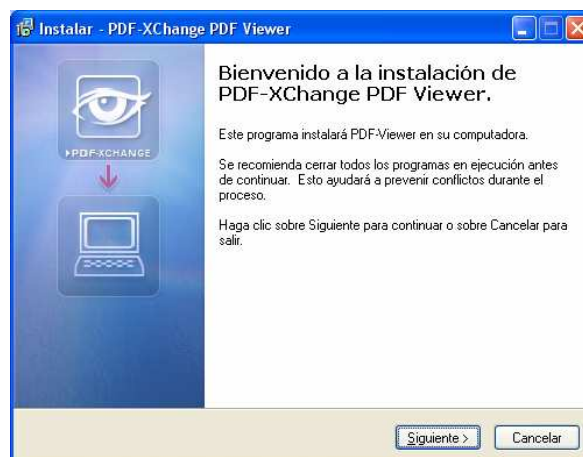 Instalar - PDF-XChange PDF Viewer
PDF-XCHANGE
Bienvenido a la instalación de
PDF-XChange PDF Viewer.
Este programa instalará PDF-Viewer en su computadora.
Se recomienda cerrar todos los programas en ejecución antes
de continuar. Esto ayudará a prevenir conflictos durante el
proceso.
Haga clic sobre Siguiente para continuar o sobre Cancelar para
salir.
Siguiente >
Cancelar